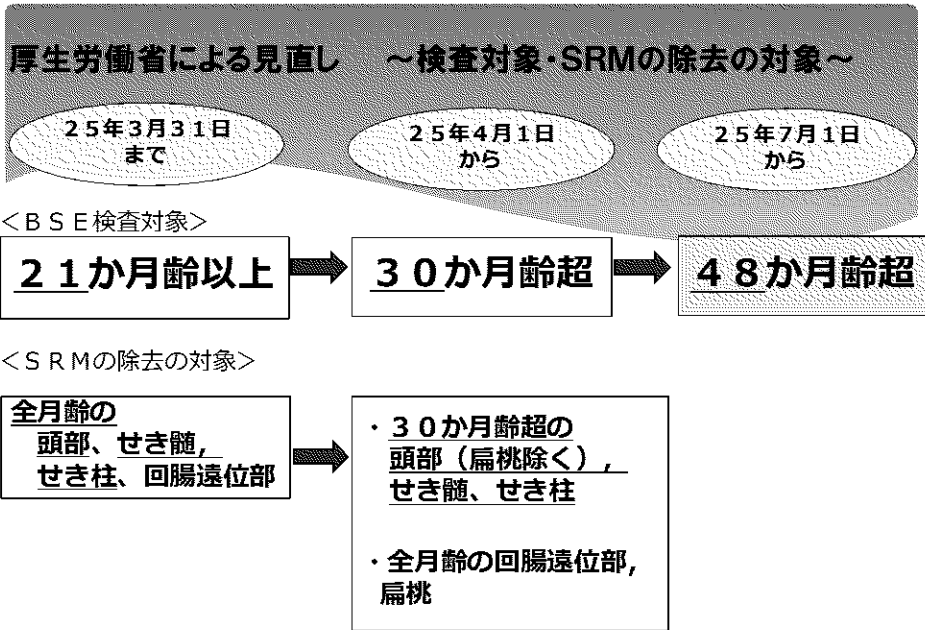 厚生労働省による見直し　～検査対象・SRMの除去の対象～
２５年３月３１日
まで
２５年４月１日
から
２５年７月１日
から
＜ＢＳＥ検査対象＞
２１か月齢以上
３０か月齢超
４８か月齢超
＜ＳＲＭの除去の対象＞
全月齢の
頭部、せき髄，
せき柱、回腸遠位部
・３０か月齢超の
頭部（扁桃除く），
せき髄、せき柱
・全月齢の回腸遠位部，
扁桃